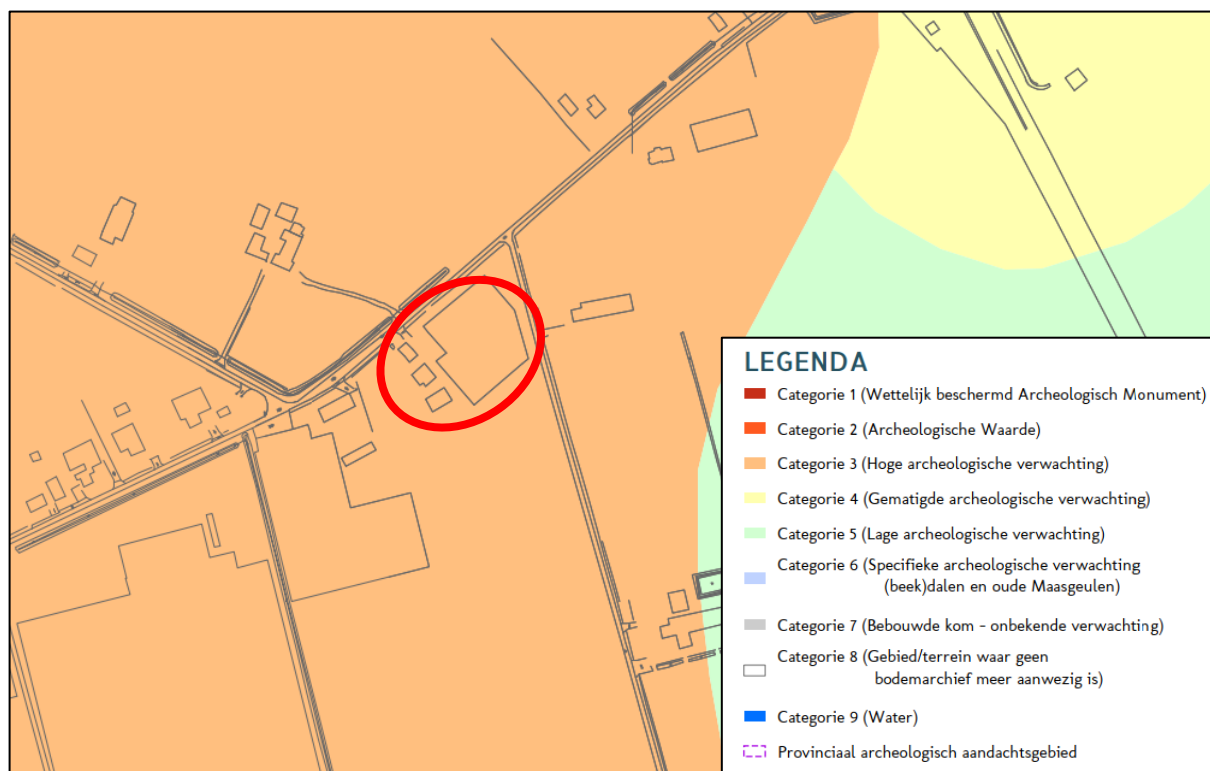 LEGENDA
Categorie 1 (Wettelijk beschermd Archeologisch Monument)
Categorie 2 (Archeologische Waarde)
Categorie 3 (Hoge archeologische verwachting)
Categorie 4 (Gematigde archeologische verwachting)
Categorie 5 (Lage archeologische verwachting)
Categorie 6 (Specifieke archeologische verwachting
(beek)dalen en oude Maasgeulen)
Categorie 7 (Bebouwde kom - onbekende verwachting)
Categorie 8 (Gebied/terrein waar geen
bodemarchief meer aanwezig is)
Categorie 9 (Water)
Provinciaal archeologisch aandachtsgebied